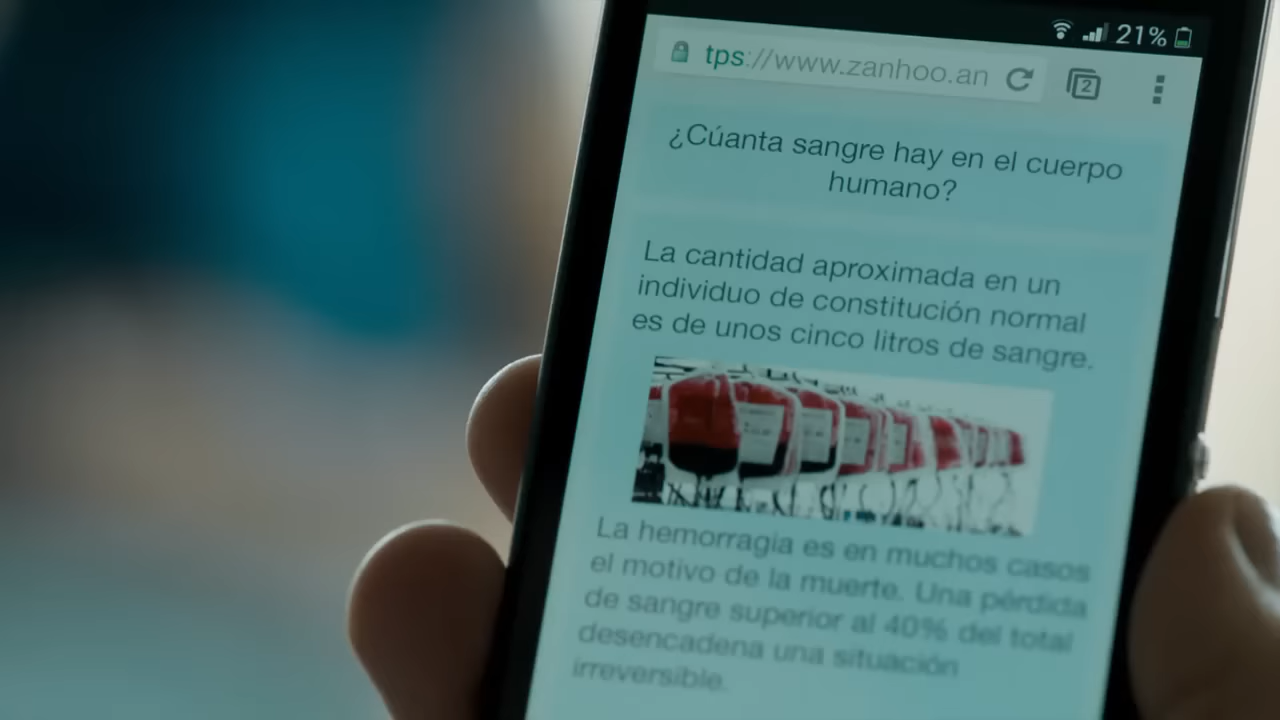 21%
tps://www.zanhoo.an
2
¿Cúanta sangre hay en el cuerpo
humano?
La cantidad aproximada en un
individuo de constitución normal
es de unos cinco litros de sangre.
La hemorragia es en muchos casos
el motivo de la muerte. Una pérdida
de sangre superior al 40% del total
desencadena una situación
irreversible.